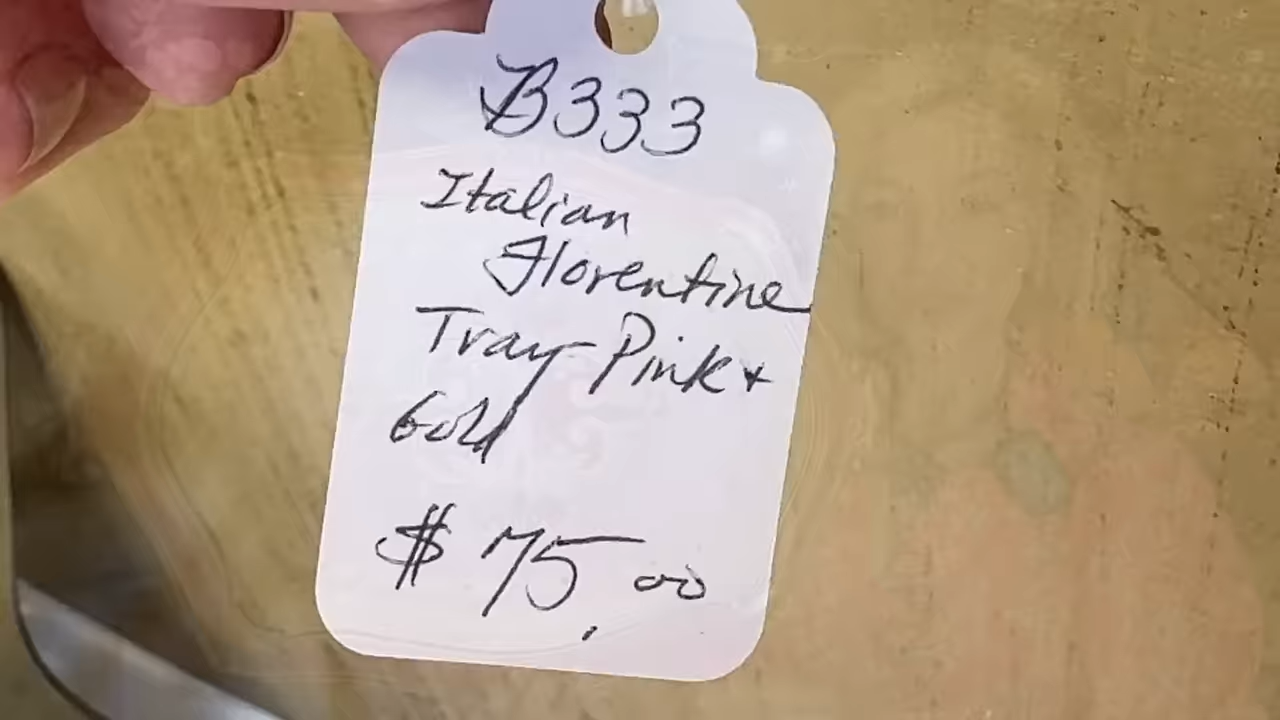 B333
Italian
Florentine
Tray-Pink +
Gold
$ 75.00